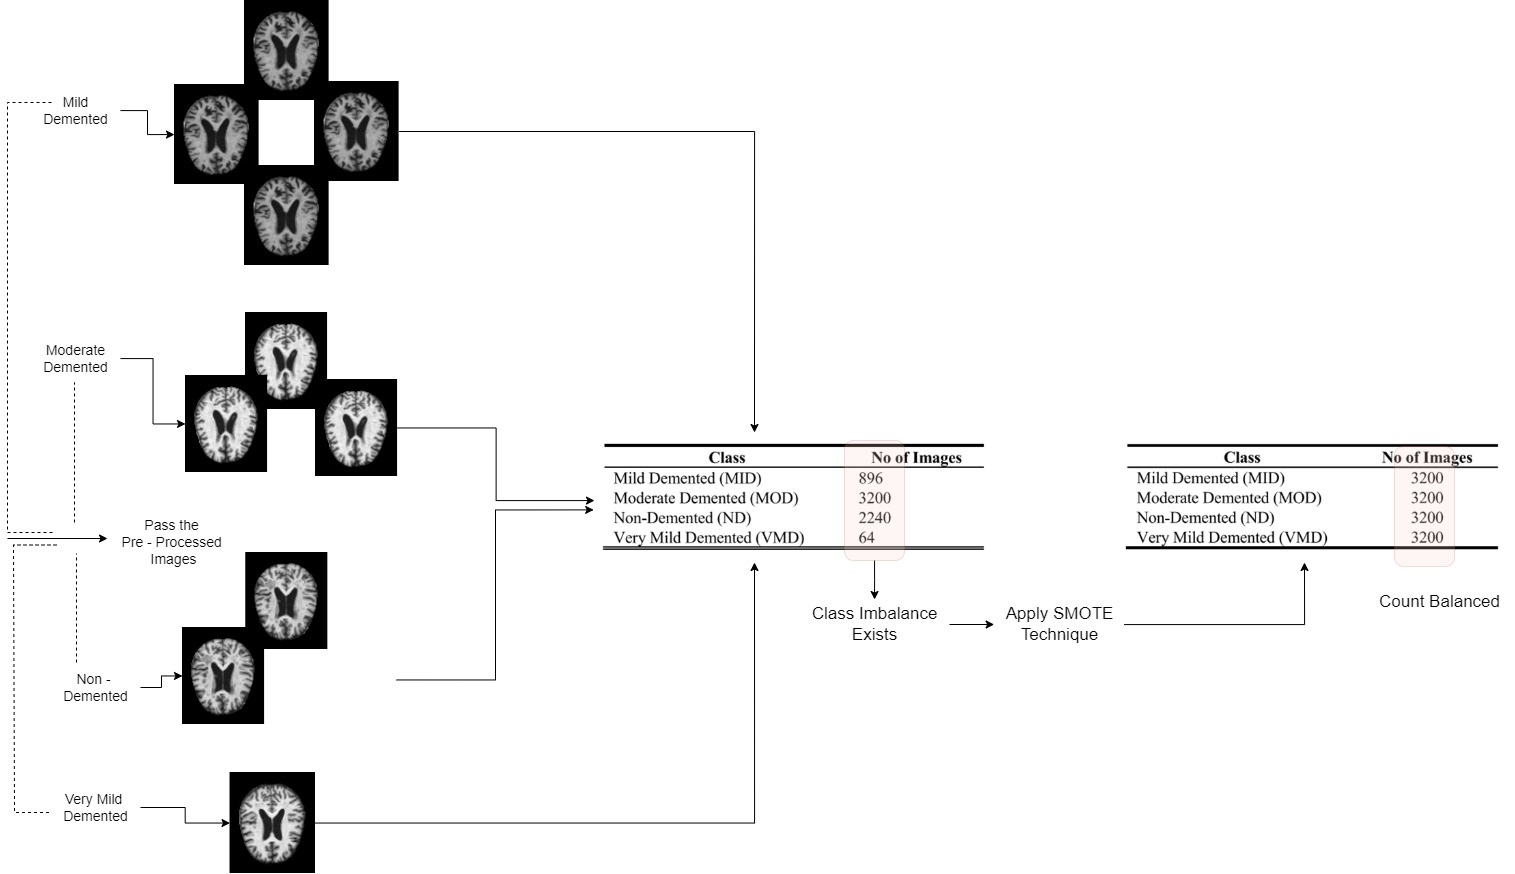 Mild
Demented
Moderate
Demented
Pass the
Pre - Processed
Images
Non -
Demented
Very Mild
Demented
Class No of Images
Mild Demented (MID) 896
Moderate Demented (MOD) 3200
Non-Demented (ND) 2240
Very Mild Demented (VMD) 64
Class Imbalance
Exists
Apply SMOTE
Technique
Class No of Images
Mild Demented (MID) 3200
Moderate Demented (MOD) 3200
Non-Demented (ND) 3200
Very Mild Demented (VMD) 3200
Count Balanced